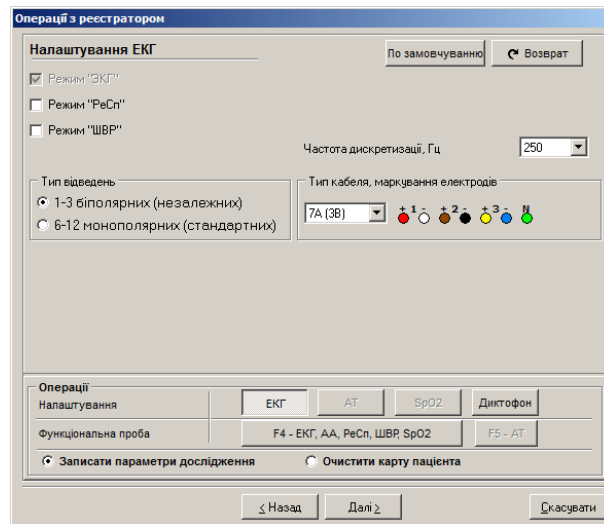 Операції з реєстратором
Налаштування ЕКГ
По замовчуванню
Возврат
Режим "ЭКГ"
Режим "РеСп"
Режим "ШВР"
Частота дискретизації, Гц
250
Тип відведень
1-3 біполярних (незалежних)
6-12 монополярних (стандартних)
Тип кабеля, маркування електродів
7А (3В)
+ 1 - + 2 - + 3 - N
Операції
Налаштування
ЕКГ
АТ
SpO2
Диктофон
Функціональна проба
F4 - ЕКГ, АА, РеСп, ШВР, SpO2
F5 - АТ
Записати параметри дослідження
Очистити карту пацієнта
< Назад
Далі >
Скасувати